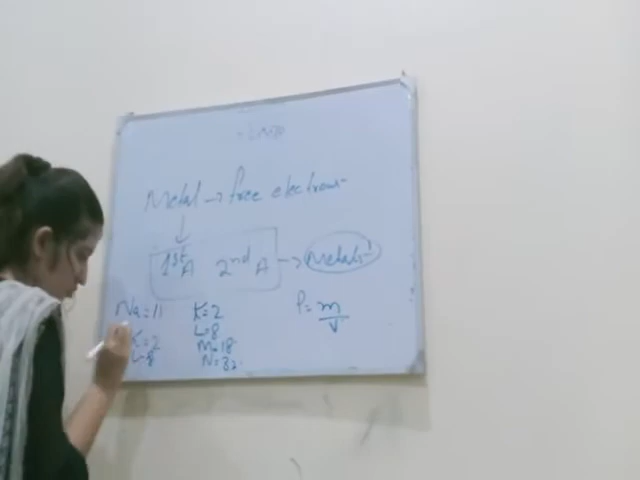 Metal → free electrons
↓
1st A 2nd A → Metals
Na = 11 K = 2 P = m/v
L = 8
K = 2 M = 18
L = 8 N = 32